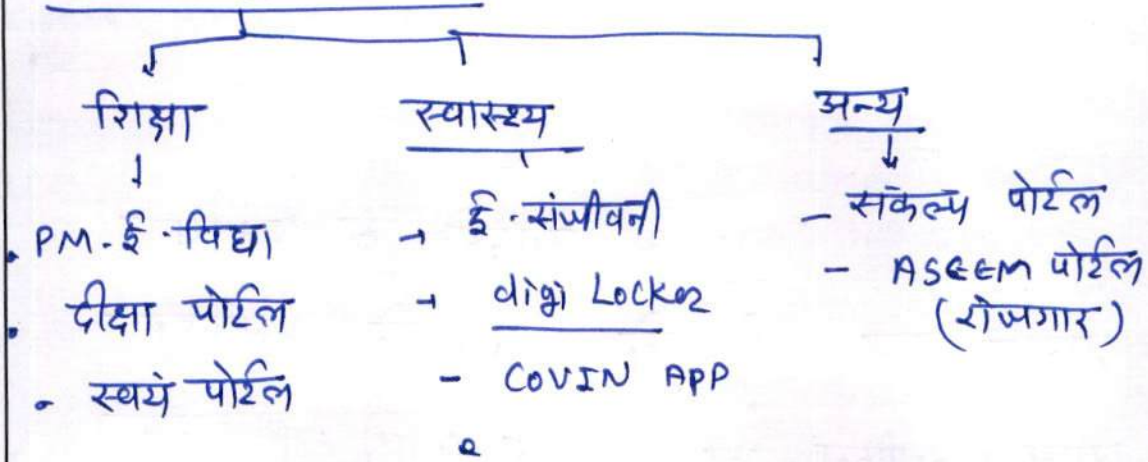 शिक्षा
स्वास्थ्य
अन्य
. PM-ई-विद्या
. दीक्षा पोर्टल
. स्वयं पोर्टल
→ ई-संजीवनी
→ digi Locker
- COVIN APP
- संकल्प पोर्टल
- ASEEM पोर्टल
(रोजगार)